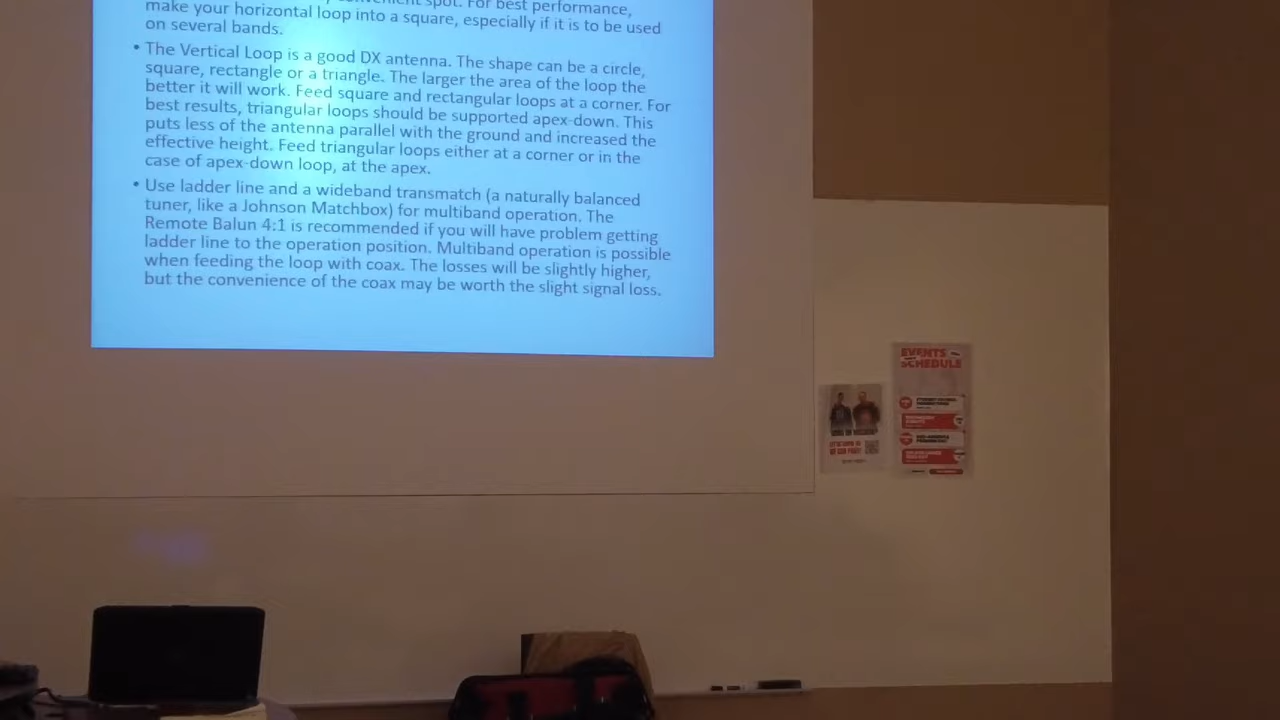 convenient spot. For best performance,
make your horizontal loop into a square, especially if it is to be used
on several bands.
• The Vertical Loop is a good DX antenna. The shape can be a circle,
square, rectangle or a triangle. The larger the area of the loop the
better it will work. Feed square and rectangular loops at a corner. For
best results, triangular loops should be supported apex-down. This
puts less of the antenna parallel with the ground and increased the
effective height. Feed triangular loops either at a corner or in the
case of apex-down loop, at the apex.
• Use ladder line and a wideband transmatch (a naturally balanced
tuner, like a Johnson Matchbox) for multiband operation. The
Remote Balun 4:1 is recommended if you will have problem getting
ladder line to the operation position. Multiband operation is possible
when feeding the loop with coax. The losses will be slightly higher,
but the convenience of the coax may be worth the slight signal loss.
EVENTS
SCHEDULE